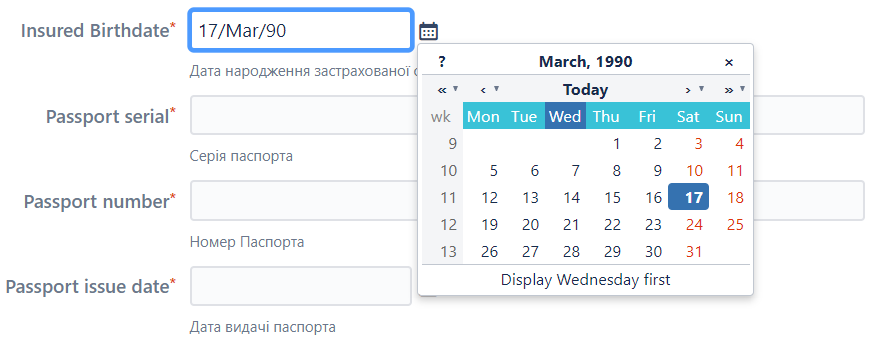 Insured Birthdate*
17/Mar/90
Дата народження застрахованої
? March, 1990 ×
« ‹ Today › »
wk Mon Tue Wed Thu Fri Sat Sun
9 1 2 3 4
10 5 6 7 8 9 10 11
11 12 13 14 15 16 17 18
12 19 20 21 22 23 24 25
13 26 27 28 29 30 31
Display Wednesday first
Passport serial*
Серія паспорта
Passport number*
Номер Паспорта
Passport issue date*
Дата видачі паспорта